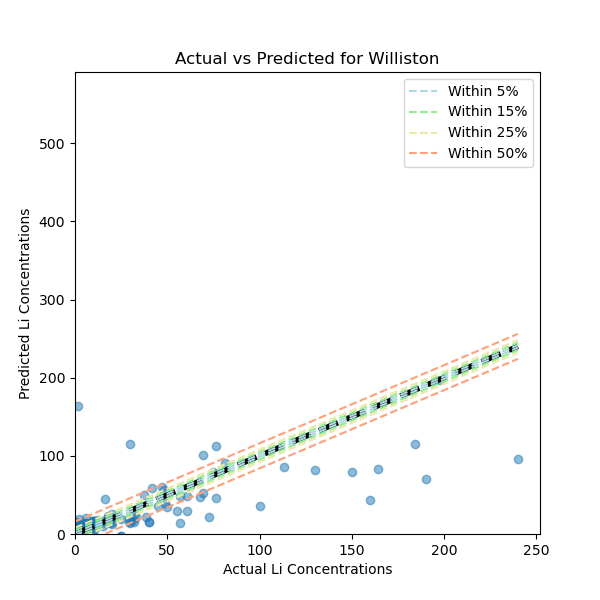 Actual vs Predicted for Williston
Within 5%
Within 15%
Within 25%
Within 50%
Predicted Li Concentrations
500
400
300
200
100
0
0 50 100 150 200 250
Actual Li Concentrations